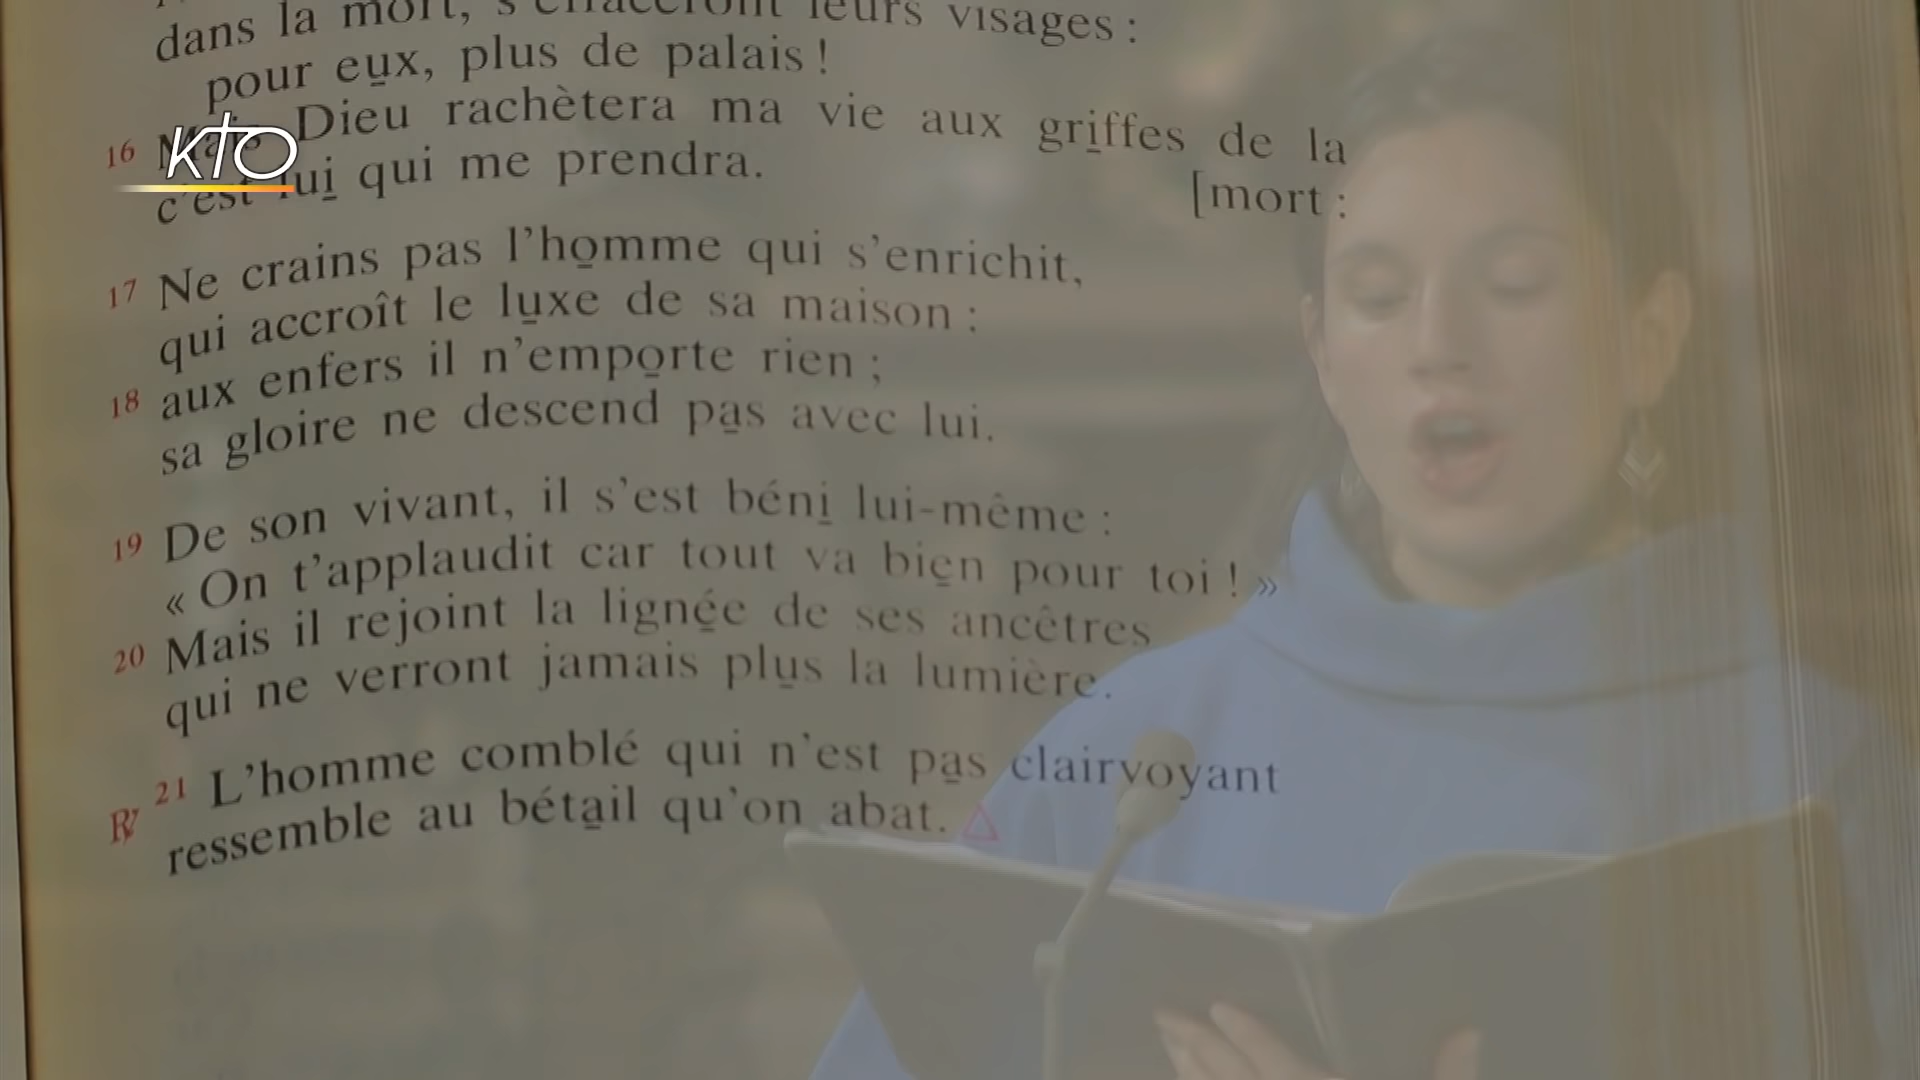 dans la mort, s'effaceront leurs visages :
pour eux, plus de palais !
16 Mais Dieu rachètera ma vie aux griffes de la
[mort :
c'est lui qui me prendra.
KTO
17 Ne crains pas l'homme qui s'enrichit,
qui accroît le luxe de sa maison :
18 aux enfers il n'emporte rien ;
sa gloire ne descend pas avec lui.
19 De son vivant, il s'est béni lui-même :
« On t'applaudit car tout va bien pour toi ! »
20 Mais il rejoint la lignée de ses ancêtres
qui ne verront jamais plus la lumière.
℟ 21 L'homme comblé qui n'est pas clairvoyant
ressemble au bétail qu'on abat. △